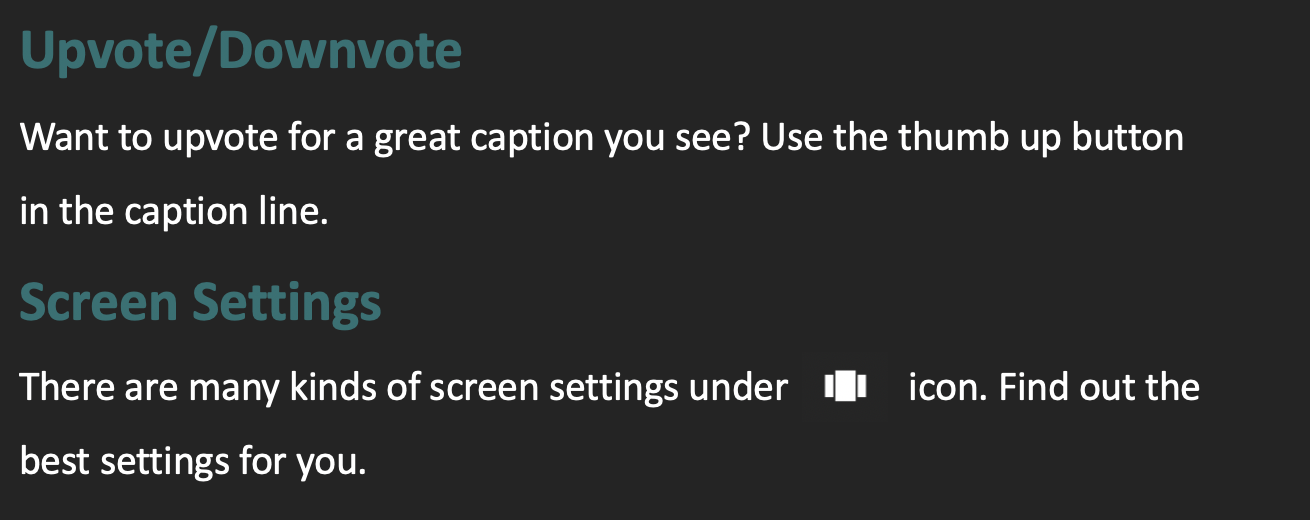 Upvote/Downvote
Want to upvote for a great caption you see? Use the thumb up button
in the caption line.
Screen Settings
There are many kinds of screen settings under icon. Find out the
best settings for you.